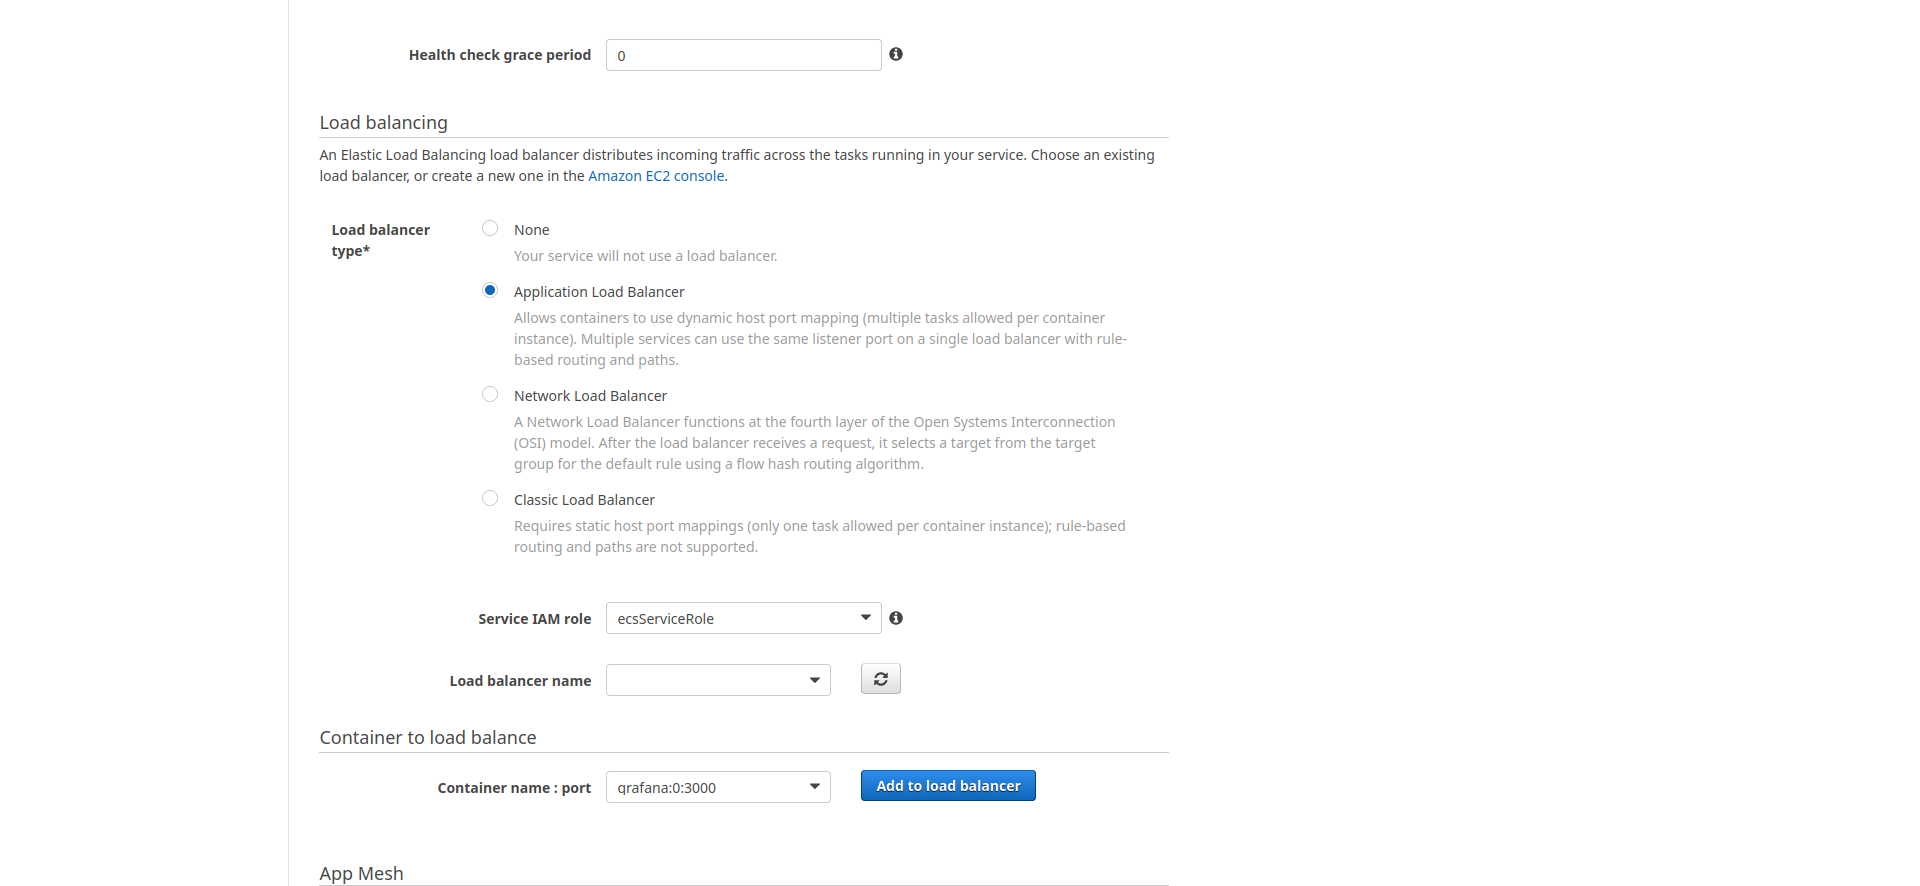 Health check grace period 0
Load balancing
An Elastic Load Balancing load balancer distributes incoming traffic across the tasks running in your service. Choose an existing
load balancer, or create a new one in the Amazon EC2 console.
Load balancer
type*
None
Your service will not use a load balancer.
Application Load Balancer
Allows containers to use dynamic host port mapping (multiple tasks allowed per container
instance). Multiple services can use the same listener port on a single load balancer with rule-
based routing and paths.
Network Load Balancer
A Network Load Balancer functions at the fourth layer of the Open Systems Interconnection
(OSI) model. After the load balancer receives a request, it selects a target from the target
group for the default rule using a flow hash routing algorithm.
Classic Load Balancer
Requires static host port mappings (only one task allowed per container instance); rule-based
routing and paths are not supported.
Service IAM role ecsServiceRole
Load balancer name
Container to load balance
Container name : port grafana:0:3000 Add to load balancer
App Mesh